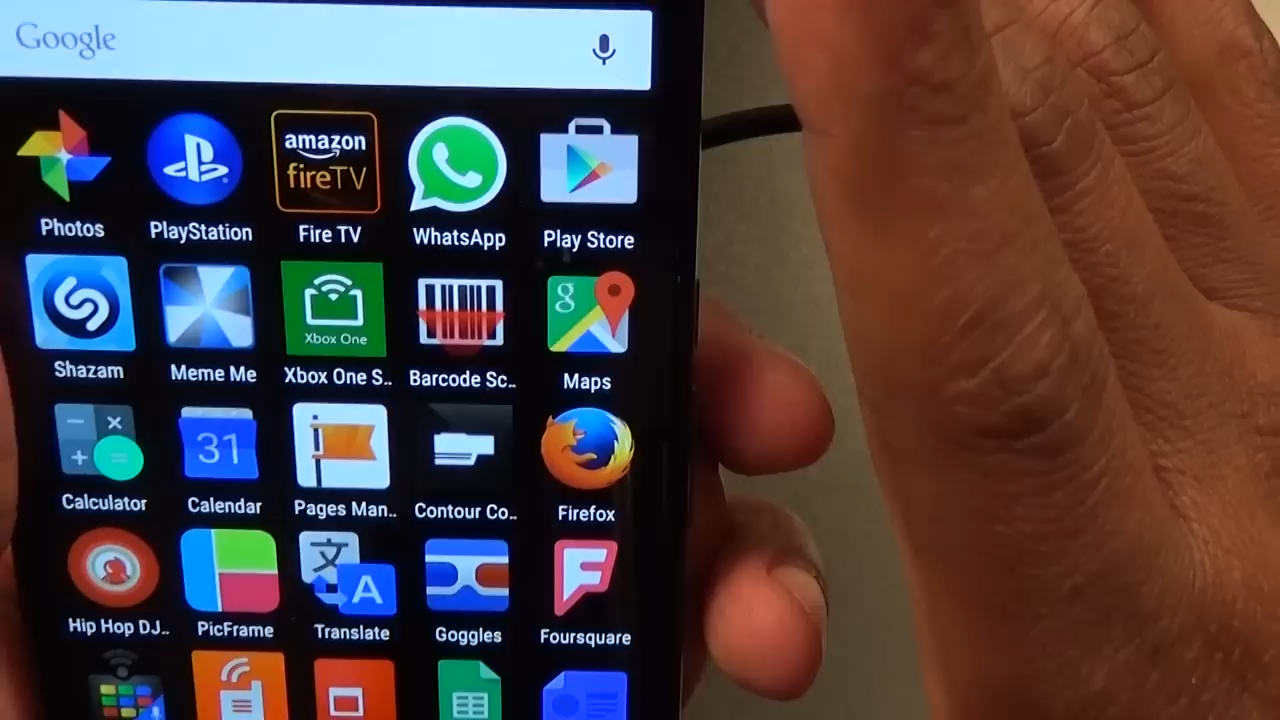 Google
amazon
fireTV
Photos
PlayStation
Fire TV
WhatsApp
Play Store
g
Xbox One
Shazam
Meme Me
Xbox One S..
Barcode Sc..
Maps
31
Calculator
Calendar
Pages Man..
Contour Co..
Firefox
文
A
Hip Hop DJ..
PicFrame
Translate
Goggles
Foursquare